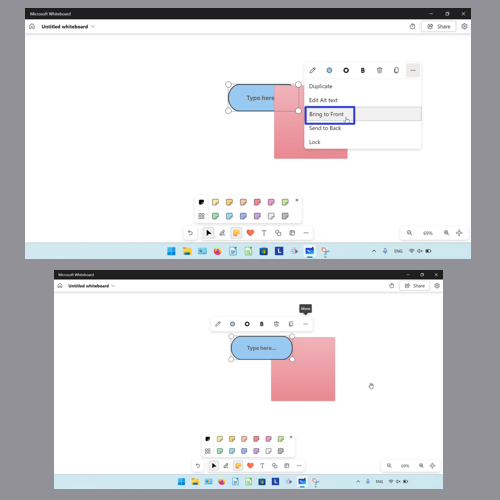 Microsoft Whiteboard
Untitled whiteboard
Share
B
Duplicate
Edit Alt text
Bring to Front
Send to Back
Lock
Type here
T
69%
ENG
Microsoft Whiteboard
Untitled whiteboard
Share
More
B
Type here...
T
69%
ENG